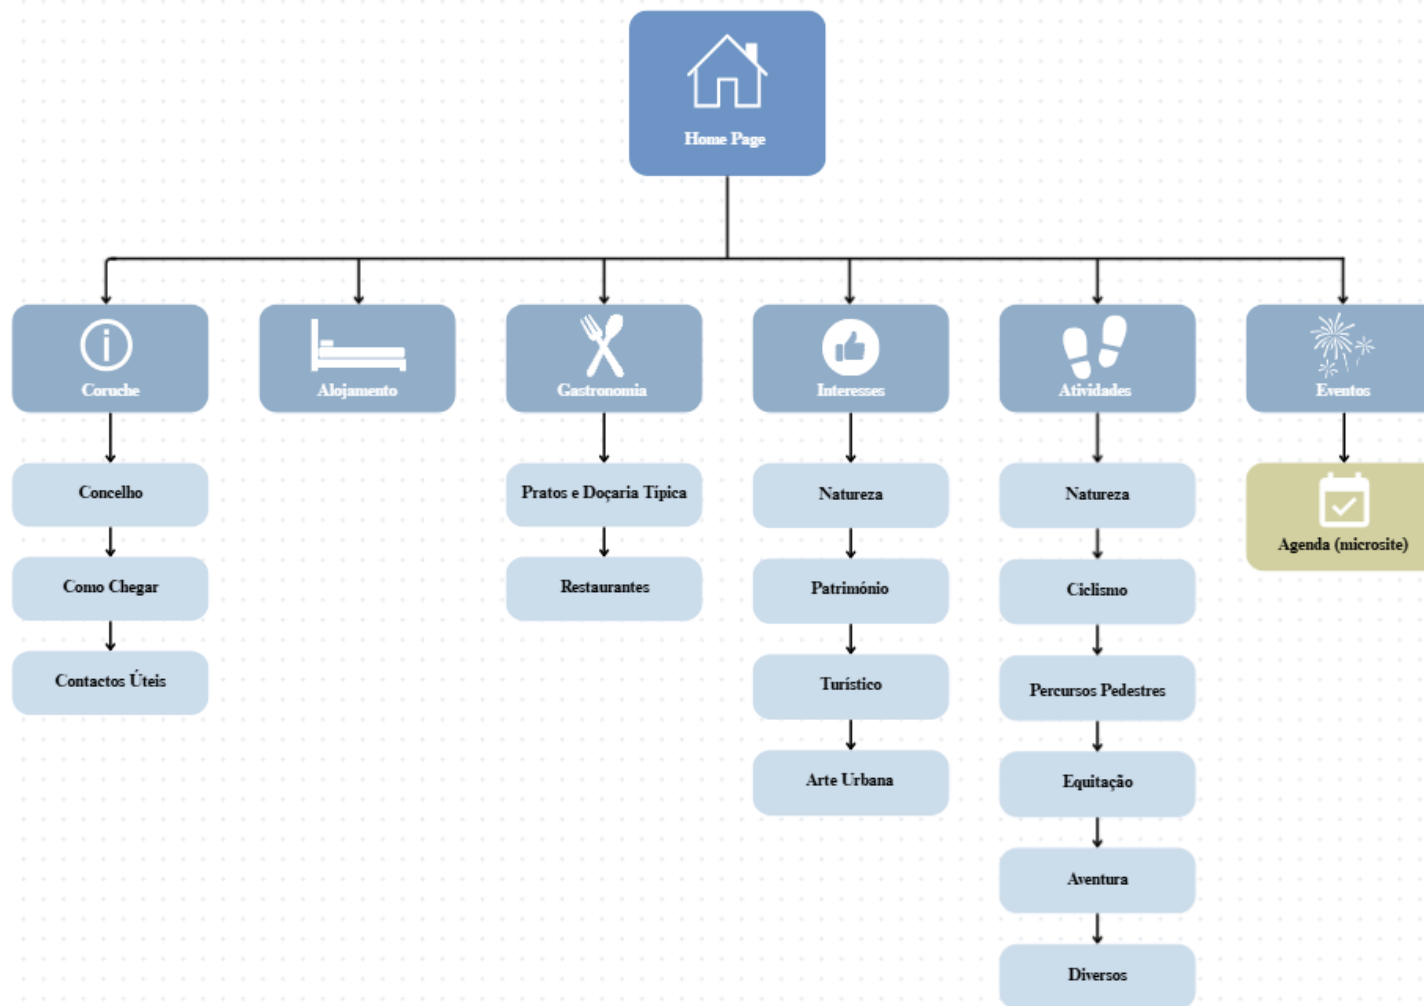 Home Page
Coruche
Alojamento
Gastronomia
Interesses
Atividades
Eventos
Concelho
Como Chegar
Contactos Úteis
Pratos e Doçaria Típica
Restaurantes
Natureza
Património
Turístico
Arte Urbana
Natureza
Ciclismo
Percursos Pedestres
Equitação
Aventura
Diversos
Agenda (microsite)